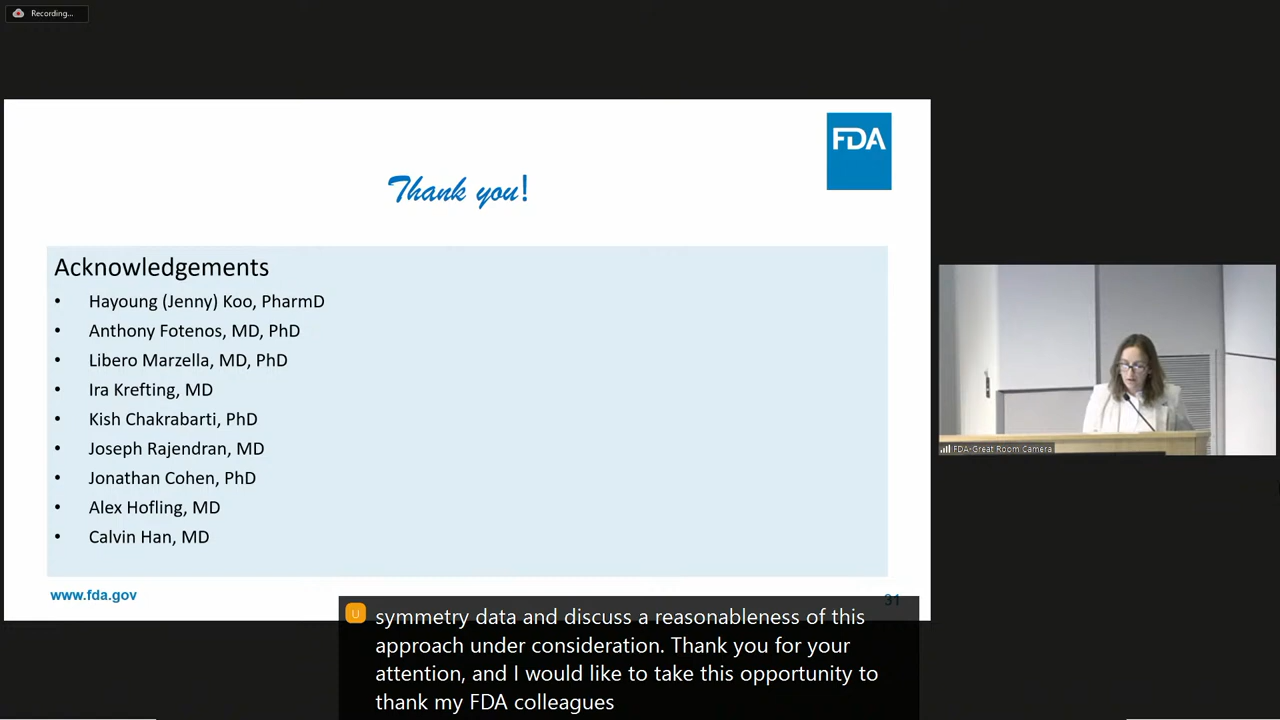 Recording...
FDA
Thank you!
Acknowledgements
• Hayoung (Jenny) Koo, PharmD
• Anthony Fotenos, MD, PhD
• Libero Marzella, MD, PhD
• Ira Krefting, MD
• Kish Chakrabarti, PhD
• Joseph Rajendran, MD
• Jonathan Cohen, PhD
• Alex Hofling, MD
• Calvin Han, MD
www.fda.gov
31
FDA-Great Room Camera
U
symmetry data and discuss a reasonableness of this
approach under consideration. Thank you for your
attention, and I would like to take this opportunity to
thank my FDA colleagues